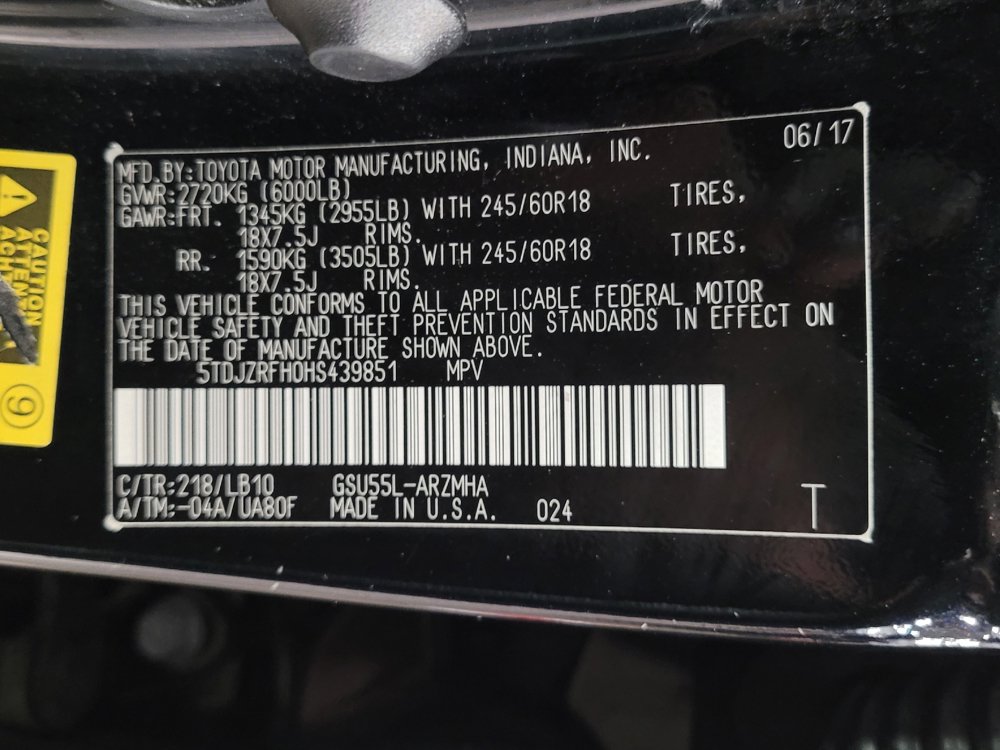 06/17
MFD.BY:TOYOTA MOTOR MANUFACTURING, INDIANA, INC.
GVWR:2720KG (6000LB)
GAWR:FRT. 1345KG (2955LB) WITH 245/60R18 TIRES,
18X7.5J RIMS.
RR. 1590KG (3505LB) WITH 245/60R18 TIRES,
18X7.5J RIMS.
THIS VEHICLE CONFORMS TO ALL APPLICABLE FEDERAL MOTOR
VEHICLE SAFETY AND THEFT PREVENTION STANDARDS IN EFFECT ON
THE DATE OF MANUFACTURE SHOWN ABOVE.
5TDJZRFH0HS439851 MPV
C/TR:218/LB10 GSU55L-ARZMHA
A/TM:-04A/UA80F MADE IN U.S.A. 024 T
CAUTION
9